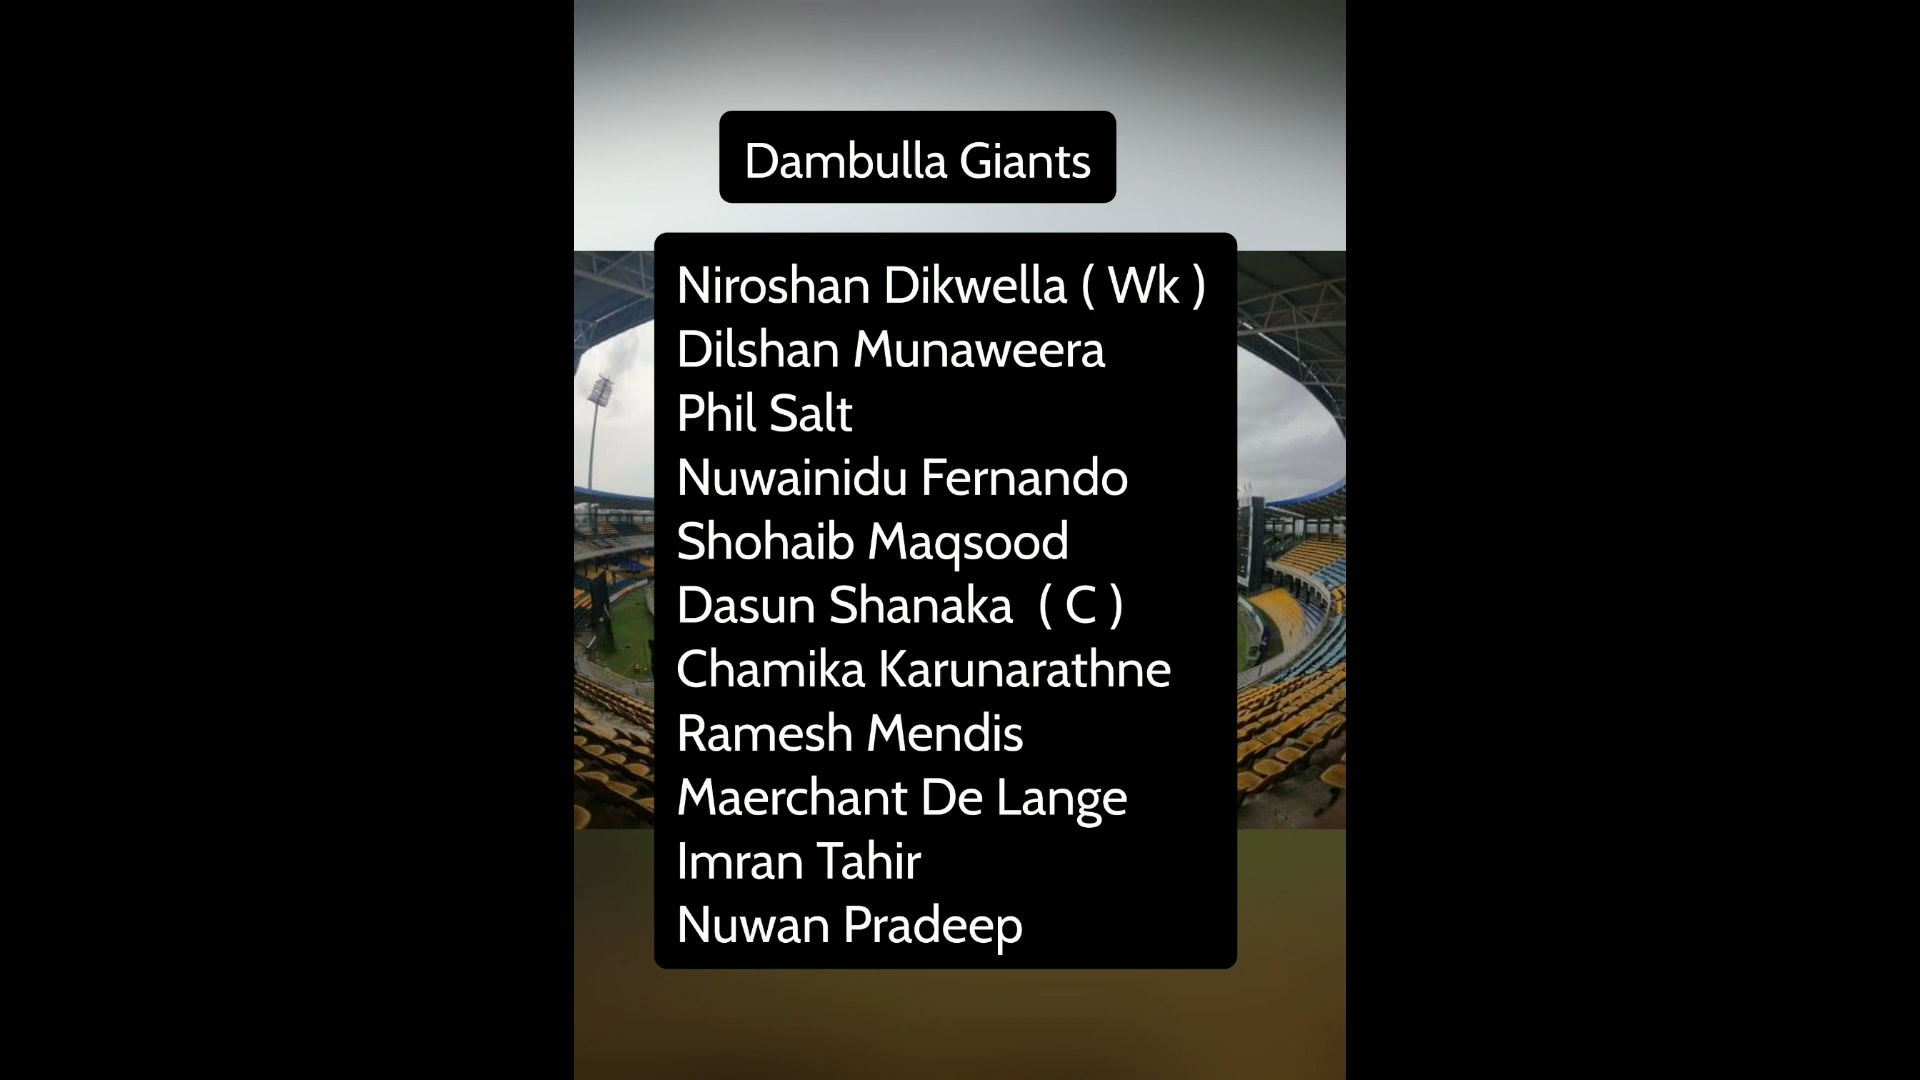 Dambulla Giants
Niroshan Dikwella ( Wk )
Dilshan Munaweera
Phil Salt
Nuwainidu Fernando
Shohaib Maqsood
Dasun Shanaka  ( C )
Chamika Karunarathne
Ramesh Mendis
Maerchant De Lange
Imran Tahir
Nuwan Pradeep